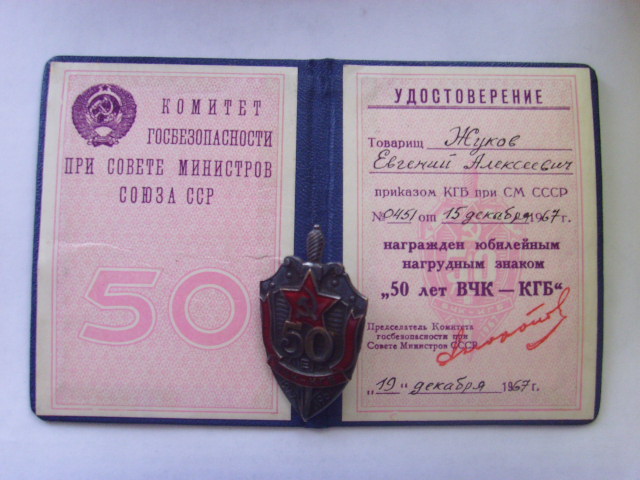 КОМИТЕТ
ГОСБЕЗОПАСНОСТИ
ПРИ СОВЕТЕ МИНИСТРОВ
СОЮЗА ССР
50
50
УДОСТОВЕРЕНИЕ
Товарищ Жуков
Евгений Алексеевич
приказом КГБ при СМ СССР
№ 0451 от 15 декабря 1967 г.
награжден юбилейным
нагрудным знаком
„50 лет ВЧК — КГБ"
Председатель Комитета
госбезопасности при
Совете Министров СССР
„19" декабря 1967 г.